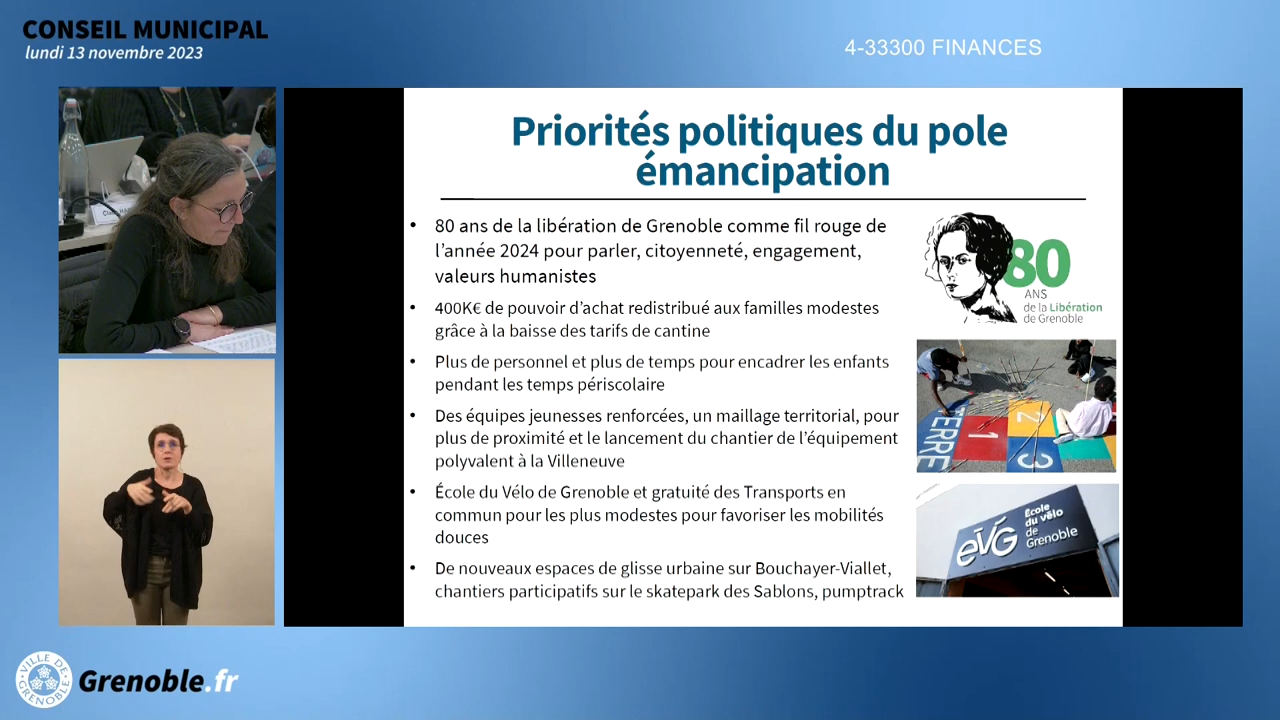 CONSEIL MUNICIPAL
lundi 13 novembre 2023
4-33300 FINANCES
Priorités politiques du pole
émancipation
• 80 ans de la libération de Grenoble comme fil rouge de
l'année 2024 pour parler, citoyenneté, engagement,
valeurs humanistes
• 400K€ de pouvoir d'achat redistribué aux familles modestes
grâce à la baisse des tarifs de cantine
• Plus de personnel et plus de temps pour encadrer les enfants
pendant les temps périscolaire
• Des équipes jeunesses renforcées, un maillage territorial, pour
plus de proximité et le lancement du chantier de l'équipement
polyvalent à la Villeneuve
• École du Vélo de Grenoble et gratuité des Transports en
commun pour les plus modestes pour favoriser les mobilités
douces
• De nouveaux espaces de glisse urbaine sur Bouchayer-Viallet,
chantiers participatifs sur le skatepark des Sablons, pumptrack
80
ANS
de la Libération
de Grenoble
TERRE
1
2
3
eVG
École
du vélo
de
Grenoble
VILLE DE
GRENOBLE
Grenoble.fr